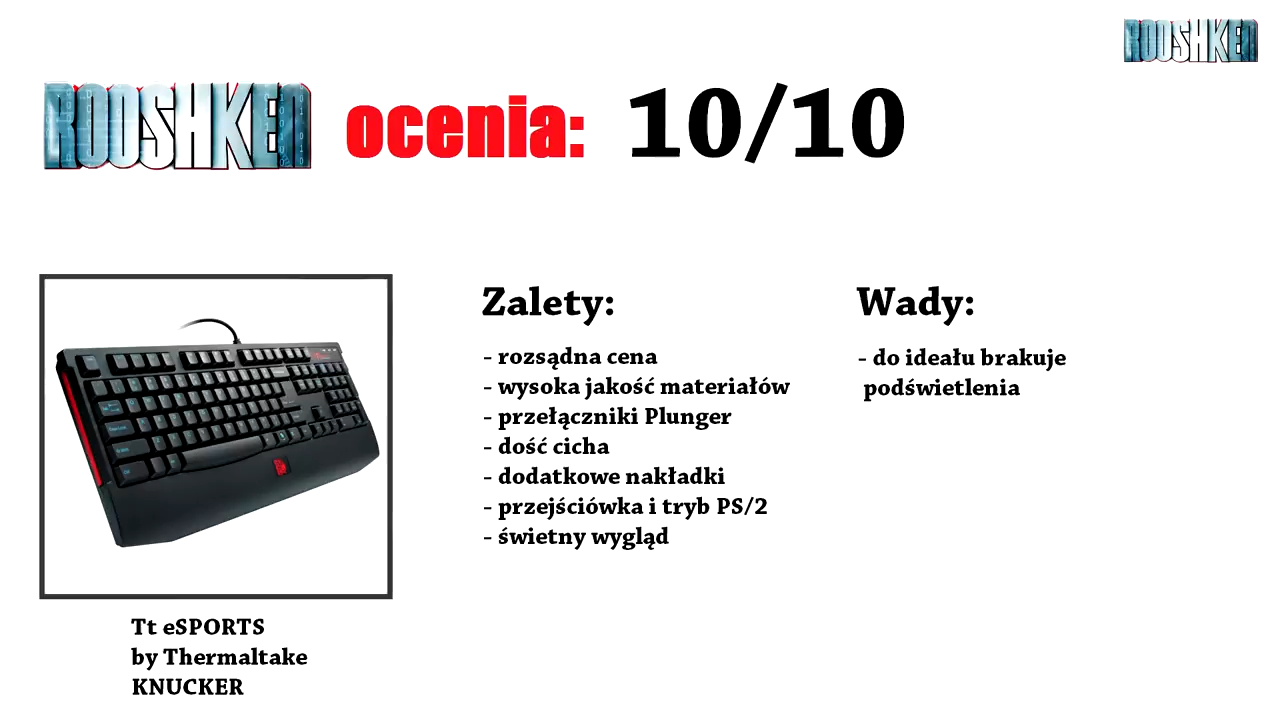 ROOSHKEN
ROOSHKEN ocenia: 10/10
Zalety:
- rozsądna cena
- wysoka jakość materiałów
- przełączniki Plunger
- dość cicha
- dodatkowe nakładki
- przejściówka i tryb PS/2
- świetny wygląd
Wady:
- do ideału brakuje
podświetlenia
Tt eSPORTS
by Thermaltake
KNUCKER